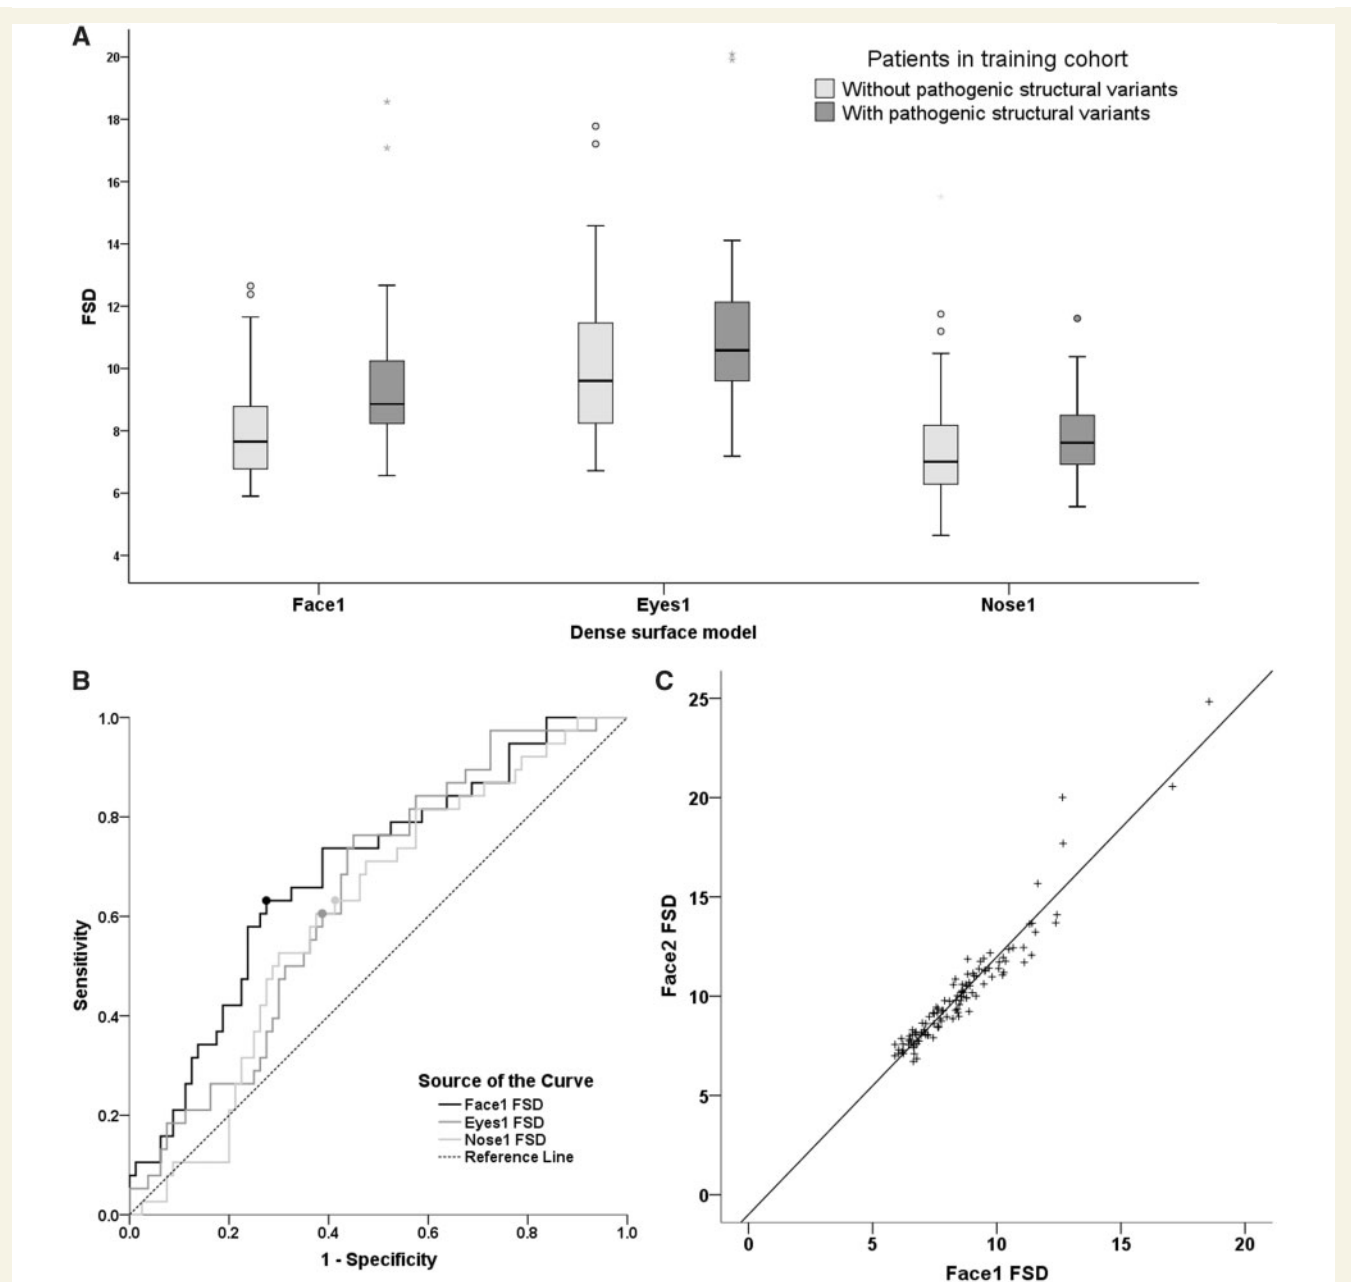 A
20
18
16
14
12
10
8
6
4
FSD
Patients in training cohort
Without pathogenic structural variants
With pathogenic structural variants
Face1
Eyes1
Nose1
Dense surface model
B
1.0
0.8
0.6
0.4
0.2
0.0
Sensitivity
Source of the Curve
Face1 FSD
Eyes1 FSD
Nose1 FSD
Reference Line
0.0
0.2
0.4
0.6
0.8
1.0
1 - Specificity
C
25
20
15
10
5
0
Face2 FSD
0
5
10
15
20
Face1 FSD